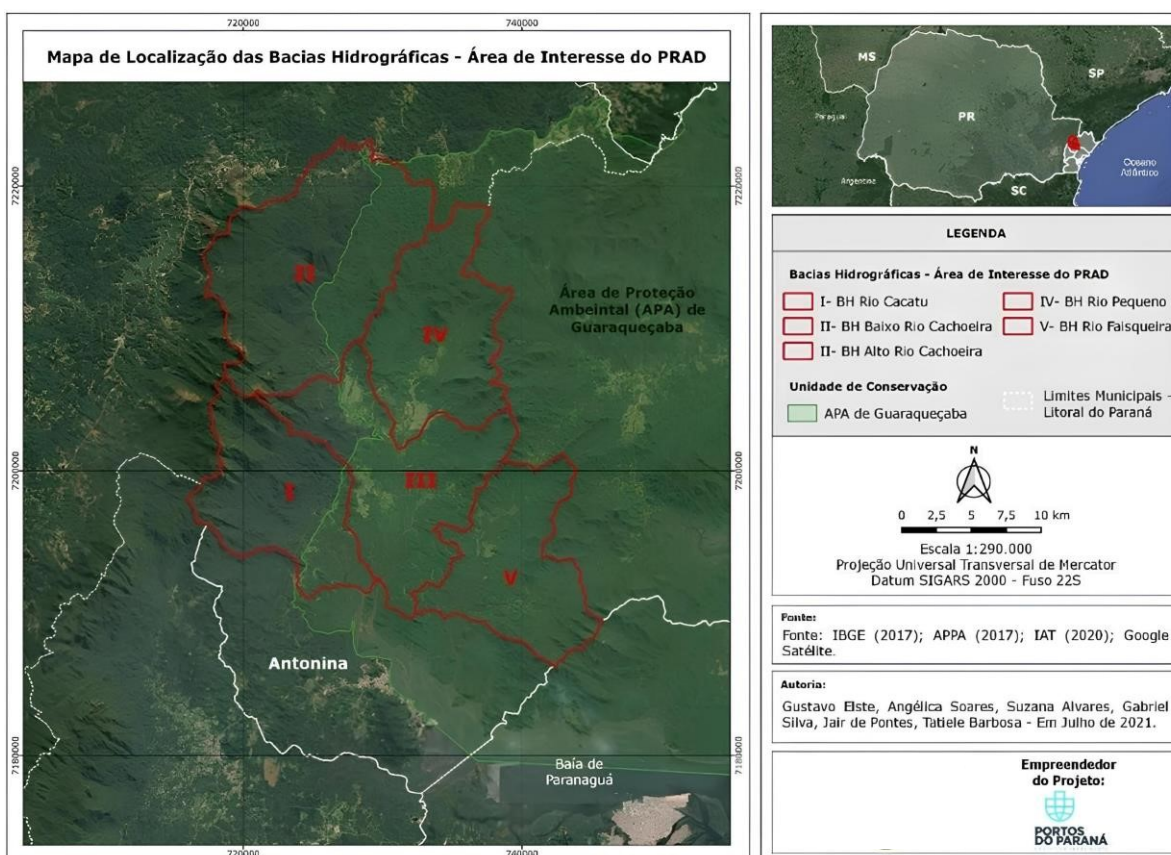 720000
740000
Mapa de Localização das Bacias Hidrográficas - Área de Interesse do PRAD
7220000
7220000
II
Área de Proteção
Ambeintal (APA) de
Guaraqueçaba
7200000
7200000
I
III
V
Antonina
7180000
7180000
Baía de
Paranaguá
720000
740000
MS
SP
PR
Paraguai
Argentina
SC
Oceano
Atlântico
LEGENDA
Bacias Hidrográficas - Área de Interesse do PRAD
I- BH Rio Cacatu
IV- BH Rio Pequeno
II- BH Baixo Rio Cachoeira
V- BH Rio Faisqueira
II- BH Alto Rio Cachoeira
Unidade de Conservação
APA de Guaraqueçaba
Limites Municipais -
Litoral do Paraná
N
0 2,5 5 7,5 10 km
Escala 1:290.000
Projeção Universal Transversal de Mercator
Datum SIGARS 2000 - Fuso 22S
Fonte:
Fonte: IBGE (2017); APPA (2017); IAT (2020); Google
Satélite.
Autoria:
Gustavo Elste, Angélica Soares, Suzana Alvares, Gabriel
Silva, Jair de Pontes, Tatiele Barbosa - Em Julho de 2021.
Empreendedor
do Projeto:
PORTOS
DO PARANÁ